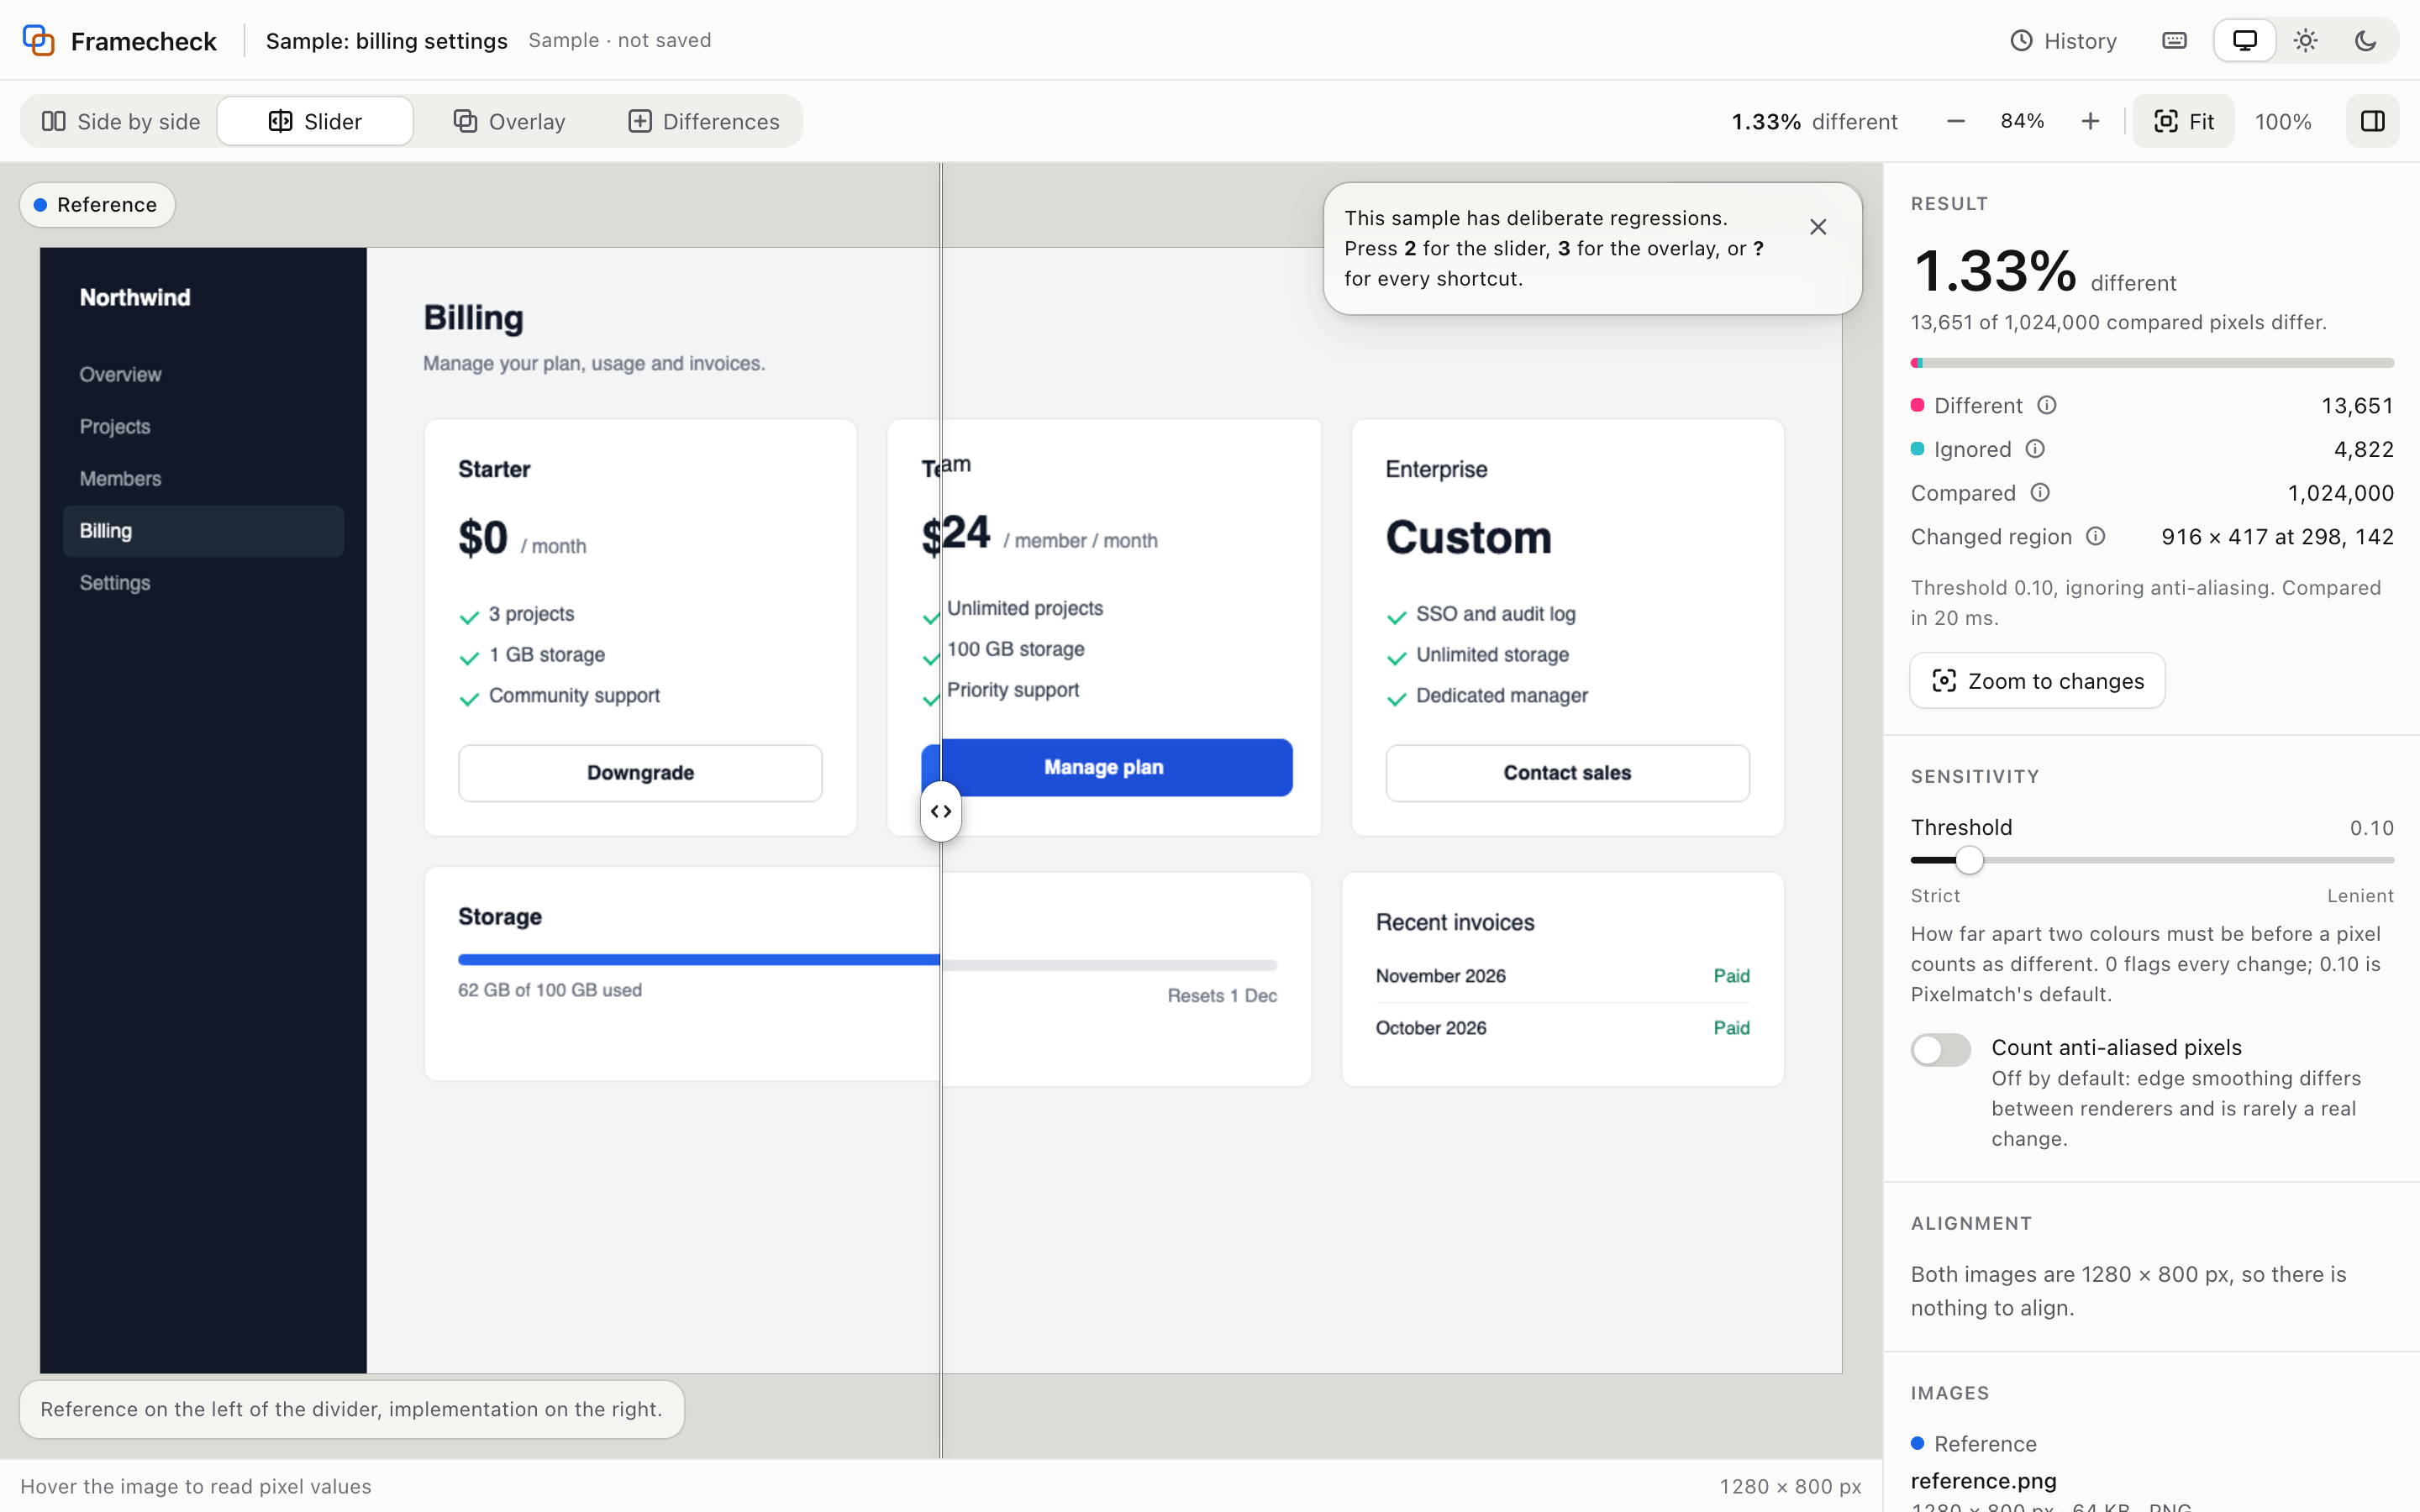 Framecheck
Sample: billing settings
Sample · not saved
History
Side by side
Slider
Overlay
Differences
1.33% different
84%
Fit
100%
Reference
This sample has deliberate regressions.
Press 2 for the slider, 3 for the overlay, or ?
for every shortcut.
Northwind
Overview
Projects
Members
Billing
Settings
Billing
Manage your plan, usage and invoices.
Starter
$0 / month
3 projects
1 GB storage
Community support
Downgrade
Team
$24 / member / month
Unlimited projects
100 GB storage
Priority support
Manage plan
Enterprise
Custom
SSO and audit log
Unlimited storage
Dedicated manager
Contact sales
Storage
62 GB of 100 GB used
Resets 1 Dec
Recent invoices
November 2026 Paid
October 2026 Paid
Reference on the left of the divider, implementation on the right.
Hover the image to read pixel values
1280 × 800 px
RESULT
1.33% different
13,651 of 1,024,000 compared pixels differ.
Different 13,651
Ignored 4,822
Compared 1,024,000
Changed region 916 × 417 at 298, 142
Threshold 0.10, ignoring anti-aliasing. Compared
in 20 ms.
Zoom to changes
SENSITIVITY
Threshold 0.10
Strict Lenient
How far apart two colours must be before a pixel
counts as different. 0 flags every change; 0.10 is
Pixelmatch's default.
Count anti-aliased pixels
Off by default: edge smoothing differs
between renderers and is rarely a real
change.
ALIGNMENT
Both images are 1280 × 800 px, so there is
nothing to align.
IMAGES
Reference
reference.png
1280 × 800 px · 64 KB · PNG